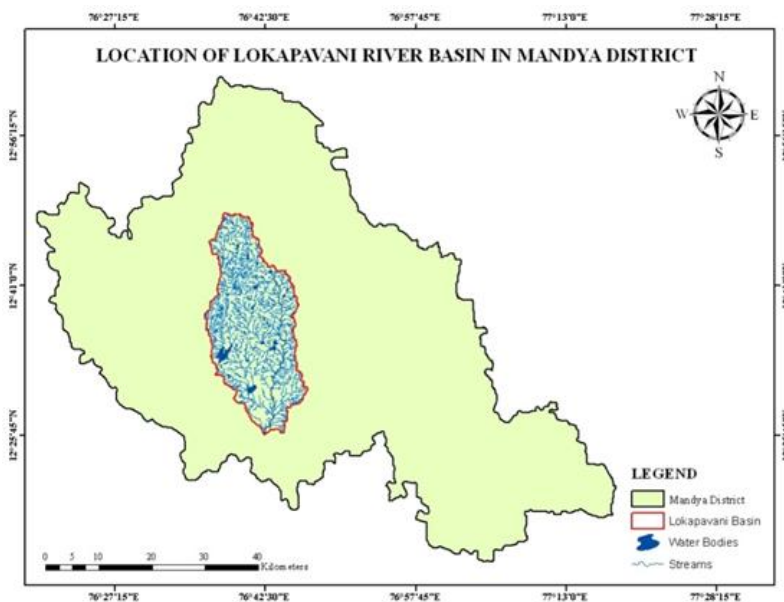 76°27'15"E 76°42'30"E 76°57'45"E 77°13'0"E 77°28'15"E
LOCATION OF LOKAPAVANI RIVER BASIN IN MANDYA DISTRICT
N
W E
S
12°56'15"N
12°41'0"N
12°25'45"N
LEGEND
Mandya District
Lokapavani Basin
Water Bodies
Streams
0 5 10 20 30 40
Kilometers
76°27'15"E 76°42'30"E 76°57'45"E 77°13'0"E 77°28'15"E